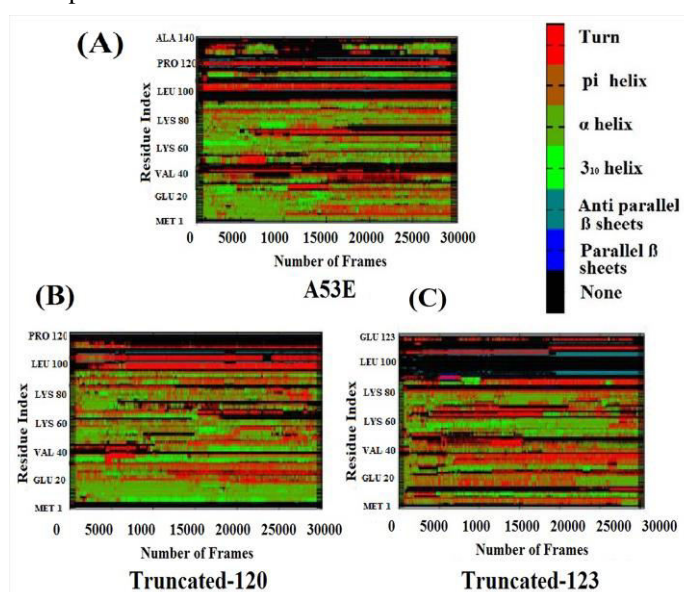 (A)
ALA 140
PRO 120
LEU 100
LYS 80
LYS 60
VAL 40
GLU 20
MET 1
Residue Index
0 5000 1000 15000 20000 25000 30000
Number of Frames
A53E
Turn
pi helix
α helix
3₁₀ helix
Anti parallel
ß sheets
Parallel ß
sheets
None
(B)
PRO 120
LEU 100
LYS 80
LYS 60
VAL 40
GLU 20
MET 1
Residue Index
0 5000 1000 15000 20000 25000 30000
Number of Frames
Truncated-120
(C)
GLU 123
LEU 100
LYS 80
LYS 60
VAL 40
GLU 20
MET 1
Residue Index
0 5000 1000 15000 20000 25000 30000
Number of Frames
Truncated-123